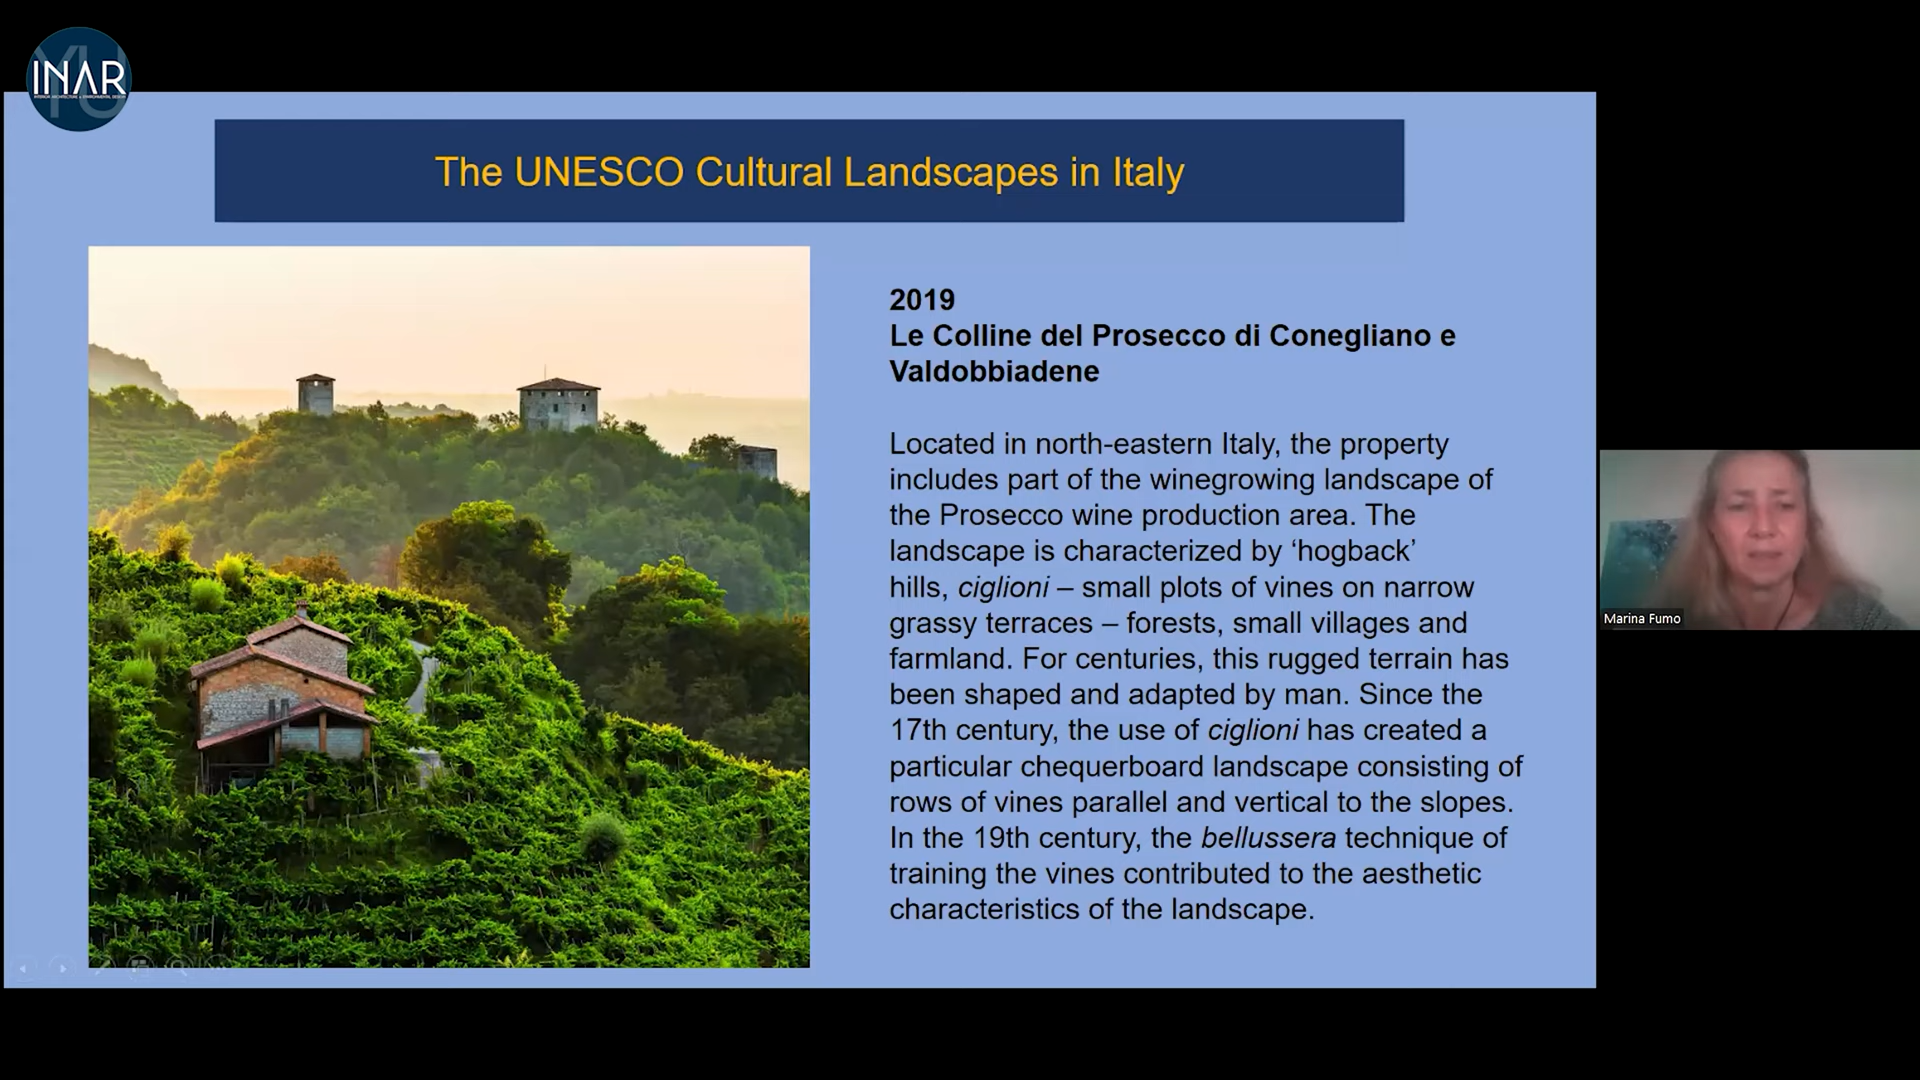 INAR
The UNESCO Cultural Landscapes in Italy
2019
Le Colline del Prosecco di Conegliano e
Valdobbiadene
Located in north-eastern Italy, the property
includes part of the winegrowing landscape of
the Prosecco wine production area. The
landscape is characterized by ‘hogback’
hills, ciglioni – small plots of vines on narrow
grassy terraces – forests, small villages and
farmland. For centuries, this rugged terrain has
been shaped and adapted by man. Since the
17th century, the use of ciglioni has created a
particular chequerboard landscape consisting of
rows of vines parallel and vertical to the slopes.
In the 19th century, the bellussera technique of
training the vines contributed to the aesthetic
characteristics of the landscape.
Marina Fumo